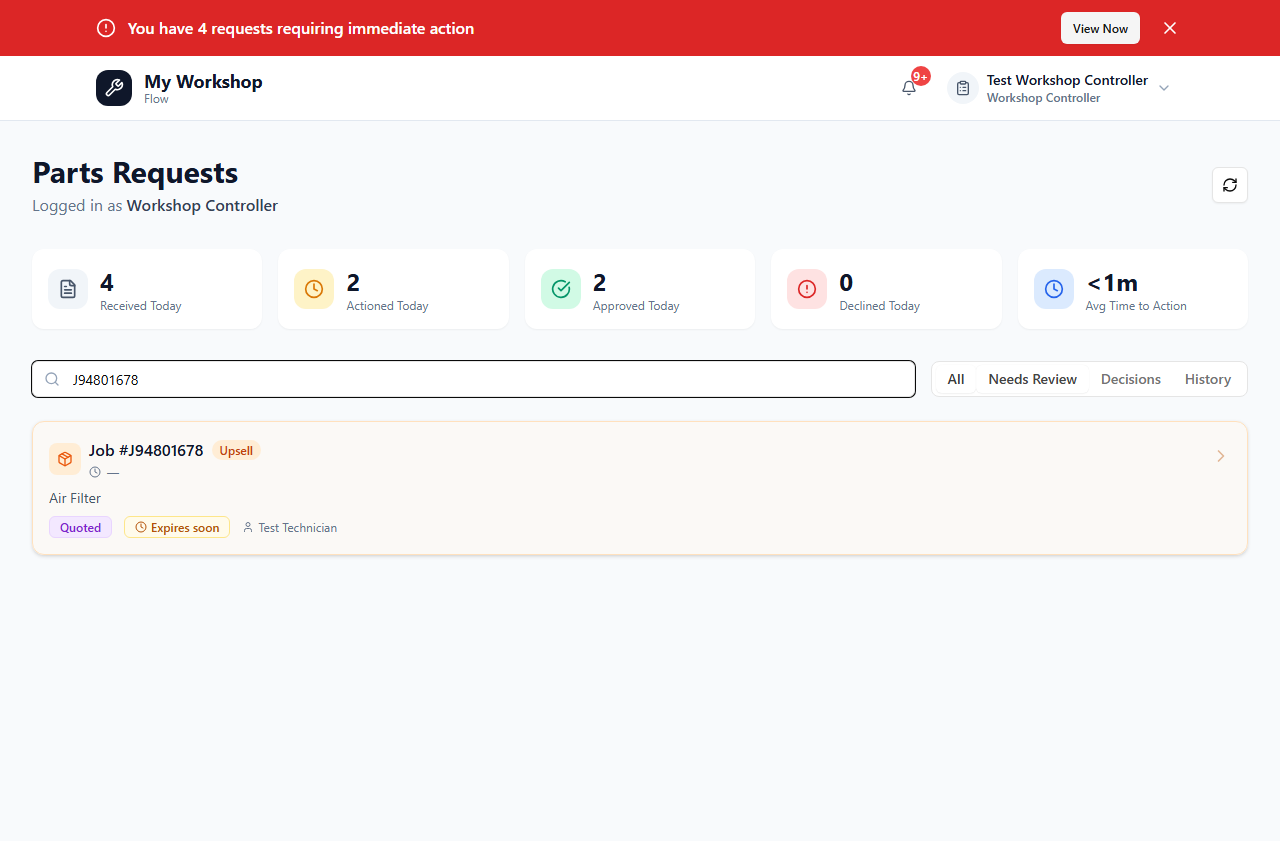 You have 4 requests requiring immediate action
View Now
My Workshop
Flow
9+
Test Workshop Controller
Workshop Controller
Parts Requests
Logged in as Workshop Controller
4
Received Today
2
Actioned Today
2
Approved Today
0
Declined Today
<1m
Avg Time to Action
J94801678
All
Needs Review
Decisions
History
Job #J94801678
Upsell
—
Air Filter
Quoted
Expires soon
Test Technician